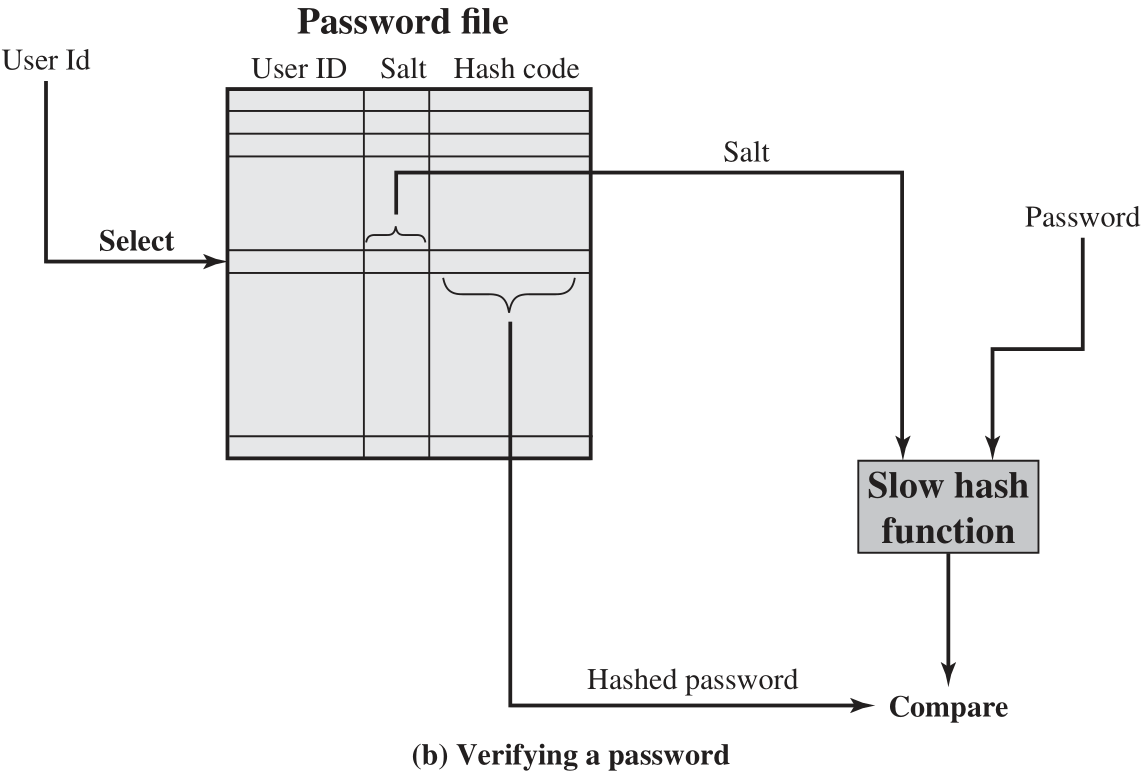 Password file
User Id
User ID Salt Hash code
Salt
Password
Select
Slow hash
function
Hashed password
Compare
(b) Verifying a password